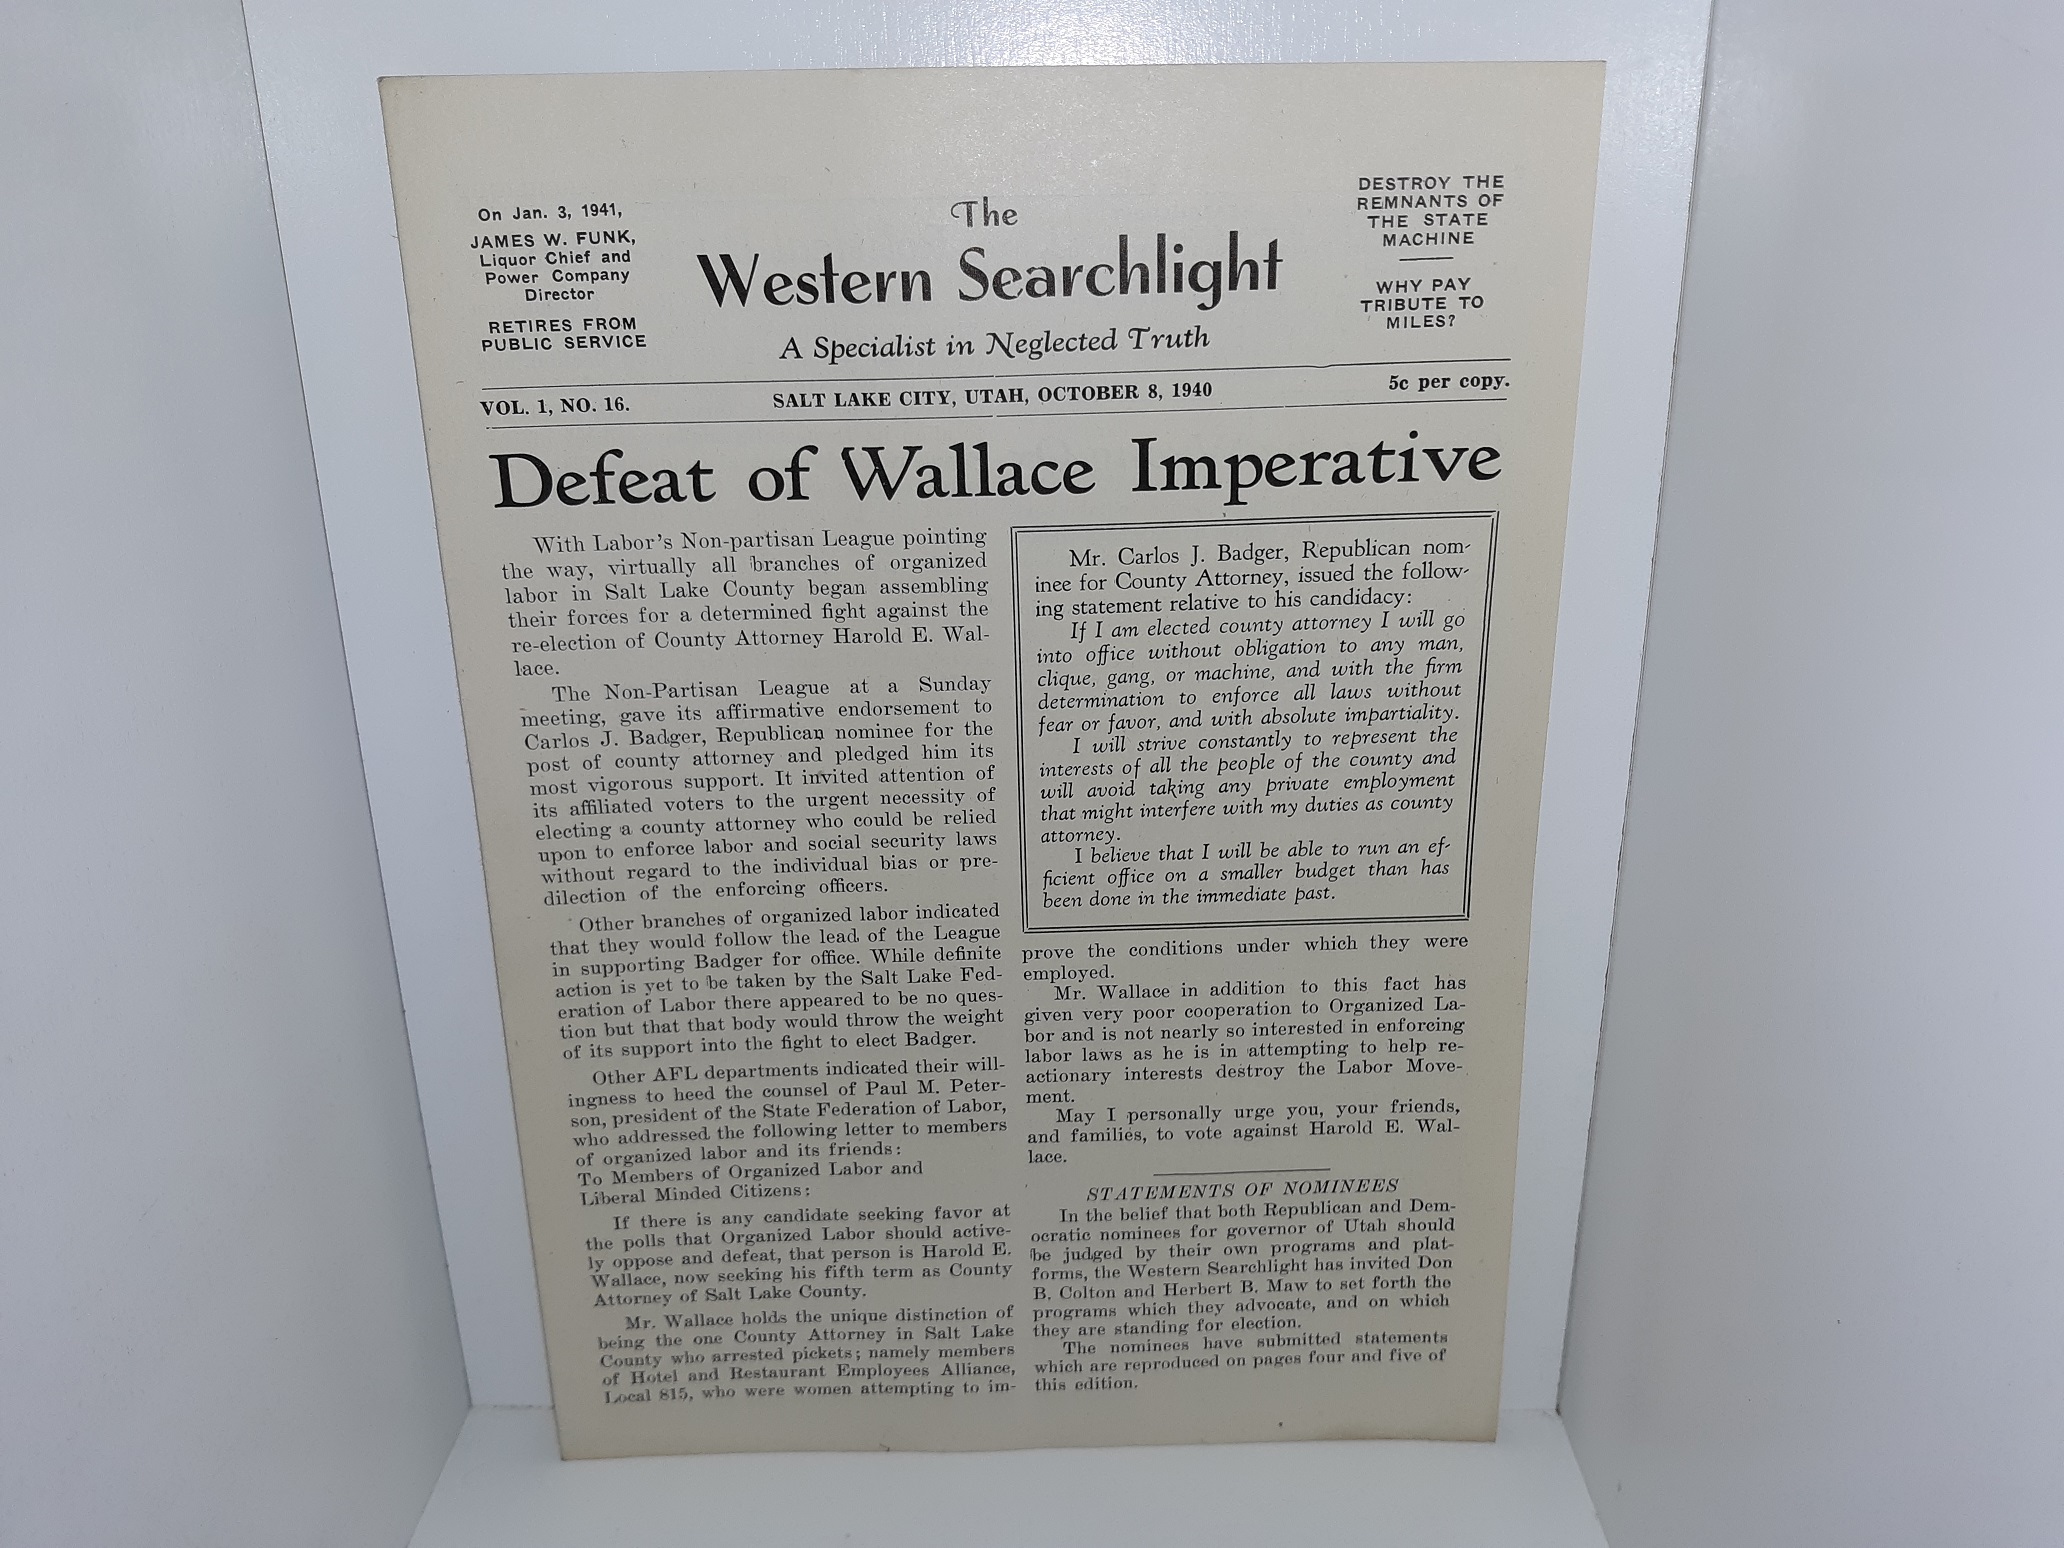 On Jan. 3, 1941,
JAMES W. FUNK,
Liquor Chief and
Power Company
Director
RETIRES FROM
PUBLIC SERVICE
The
Western Searchlight
A Specialist in Neglected Truth
DESTROY THE
REMNANTS OF
THE STATE
MACHINE
WHY PAY
TRIBUTE TO
MILES?
VOL. 1, NO. 16.
SALT LAKE CITY, UTAH, OCTOBER 8, 1940
5c per copy.
Defeat of Wallace Imperative
With Labor's Non-partisan League pointing
the way, virtually all branches of organized
labor in Salt Lake County began assembling
their forces for a determined fight against the
re-election of County Attorney Harold E. Wal-
lace.
The Non-Partisan League at a Sunday
meeting, gave its affirmative endorsement to
Carlos J. Badger, Republican nominee for the
post of county attorney and pledged him its
most vigorous support. It invited attention of
its affiliated voters to the urgent necessity of
electing a county attorney who could be relied
upon to enforce labor and social security laws
without regard to the individual bias or pre-
dilection of the enforcing officers.
Other branches of organized labor indicated
that they would follow the lead of the League
in supporting Badger for office. While definite
action is yet to be taken by the Salt Lake Fed-
eration of Labor there appeared to be no ques-
tion but that that body would throw the weight
of its support into the fight to elect Badger.
Other AFL departments indicated their will-
ingness to heed the counsel of Paul M. Peter-
son, president of the State Federation of Labor,
who addressed the following letter to members
of organized labor and its friends:
To Members of Organized Labor and
Liberal Minded Citizens:
If there is any candidate seeking favor at
the polls that Organized Labor should active-
ly oppose and defeat, that person is Harold E.
Wallace, now seeking his fifth term as County
Attorney of Salt Lake County.
Mr. Wallace holds the unique distinction of
being the one County Attorney in Salt Lake
County who arrested pickets; namely members
of Hotel and Restaurant Employees Alliance,
Local 815, who were women attempting to im-
Mr. Carlos J. Badger, Republican nom-
inee for County Attorney, issued the follow-
ing statement relative to his candidacy:
If I am elected county attorney I will go
into office without obligation to any man,
clique, gang, or machine, and with the firm
determination to enforce all laws without
fear or favor, and with absolute impartiality.
I will strive constantly to represent the
interests of all the people of the county and
will avoid taking any private employment
that might interfere with my duties as county
attorney.
I believe that I will be able to run an ef-
ficient office on a smaller budget than has
been done in the immediate past.
prove the conditions under which they were
employed.
Mr. Wallace in addition to this fact has
given very poor cooperation to Organized La-
bor and is not nearly so interested in enforcing
labor laws as he is in attempting to help re-
actionary interests destroy the Labor Move-
ment.
May I personally urge you, your friends,
and families, to vote against Harold E. Wal-
lace.
STATEMENTS OF NOMINEES
In the belief that both Republican and Dem-
ocratic nominees for governor of Utah should
be judged by their own programs and plat-
forms, the Western Searchlight has invited Don
B. Colton and Herbert B. Maw to set forth the
programs which they advocate, and on which
they are standing for election.
The nominees have submitted statements
which are reproduced on pages four and five of
this edition.